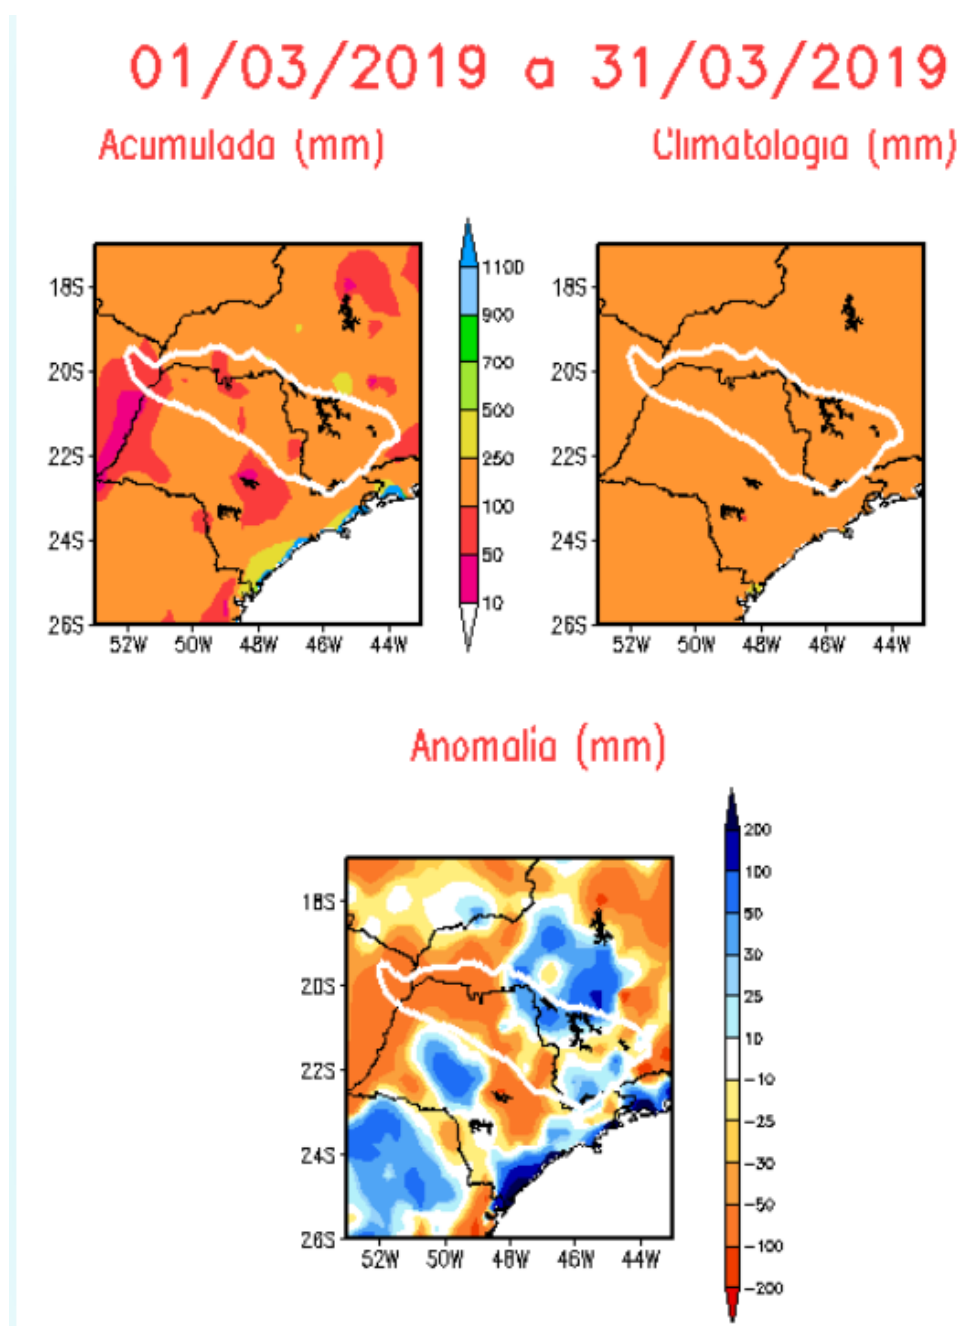 01/03/2019 a 31/03/2019
Acumulada (mm)
Climatologia (mm)
18S
20S
22S
24S
26S
52W 50W 48W 46W 44W
1100
900
700
500
250
100
50
10
18S
20S
22S
24S
26S
52W 50W 48W 46W 44W
Anomalia (mm)
18S
20S
22S
24S
26S
52W 50W 48W 46W 44W
200
100
50
30
25
10
-10
-25
-30
-50
-100
-200